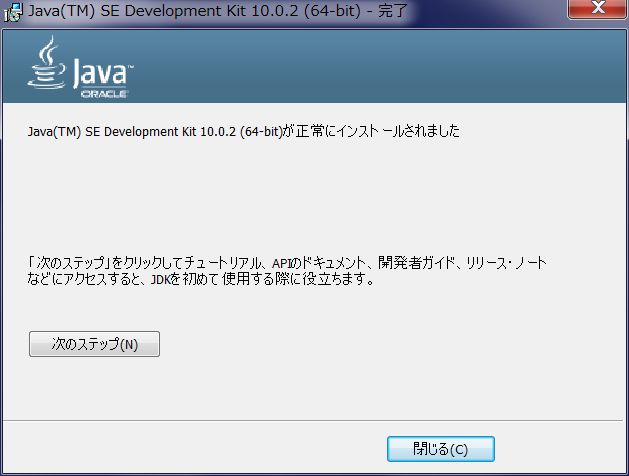 Java(TM) SE Development Kit 10.0.2 (64-bit) - 完了
Java™
ORACLE
Java(TM) SE Development Kit 10.0.2 (64-bit)が正常にインストールされました
「次のステップ」をクリックしてチュートリアル、APIのドキュメント、開発者ガイド、リリース・ノート
などにアクセスすると、JDKを初めて使用する際に役立ちます。
次のステップ(N)
閉じる(C)